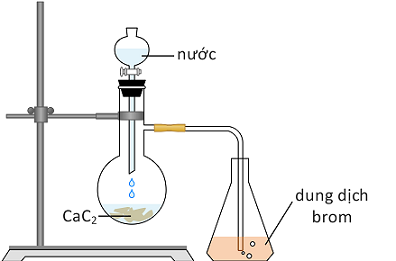 nước
CaC₂
dung dịch
brom